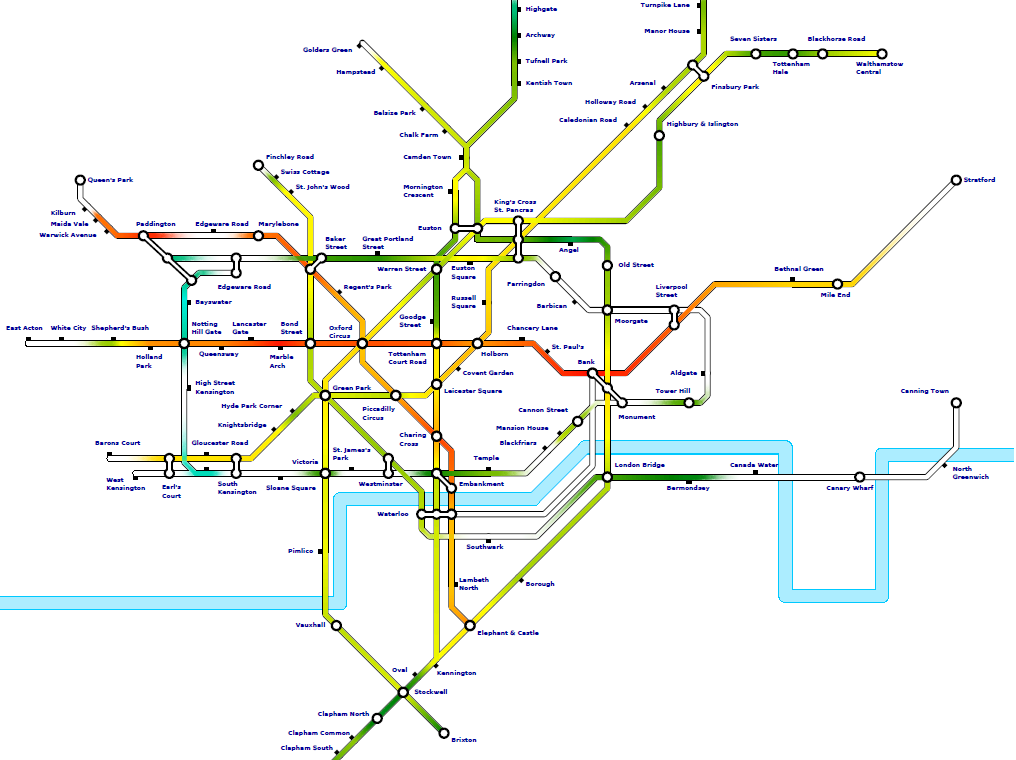 Turnpike Lane
Highgate
Manor House
Archway
Seven Sisters
Blackhorse Road
Golders Green
Tufnell Park
Tottenham
Hale
Walthamstow
Central
Hampstead
Kentish Town
Arsenal
Finsbury Park
Holloway Road
Belsize Park
Caledonian Road
Highbury & Islington
Chalk Farm
Camden Town
Finchley Road
Swiss Cottage
St. John's Wood
Queen's Park
Stratford
Mornington
Crescent
King's Cross
St. Pancras
Kilburn
Maida Vale
Warwick Avenue
Paddington
Edgeware Road
Marylebone
Euston
Baker
Street
Great Portland
Street
Angel
Old Street
Warren Street
Euston
Square
Farringdon
Bethnal Green
Edgeware Road
Regent's Park
Liverpool
Street
Mile End
Bayswater
Russell
Square
Barbican
Goodge
Street
Moorgate
East Acton
White City
Shepherd's Bush
Notting
Hill Gate
Lancaster
Gate
Bond
Street
Oxford
Circus
Chancery Lane
Holland
Park
Queensway
Marble
Arch
Tottenham
Court Road
Holborn
St. Paul's
Bank
Covent Garden
Aldgate
High Street
Kensington
Green Park
Leicester Square
Tower Hill
Canning Town
Hyde Park Corner
Piccadilly
Circus
Cannon Street
Monument
Knightsbridge
Mansion House
Charing
Cross
Blackfriars
Barons Court
Gloucester Road
St. James's
Park
Victoria
Temple
London Bridge
Canada Water
North
Greenwich
West
Kensington
Earl's
Court
South
Kensington
Sloane Square
Westminster
Embankment
Bermondsey
Canary Wharf
Waterloo
Southwark
Pimlico
Lambeth
North
Borough
Vauxhall
Elephant & Castle
Oval
Kennington
Stockwell
Clapham North
Clapham Common
Brixton
Clapham South